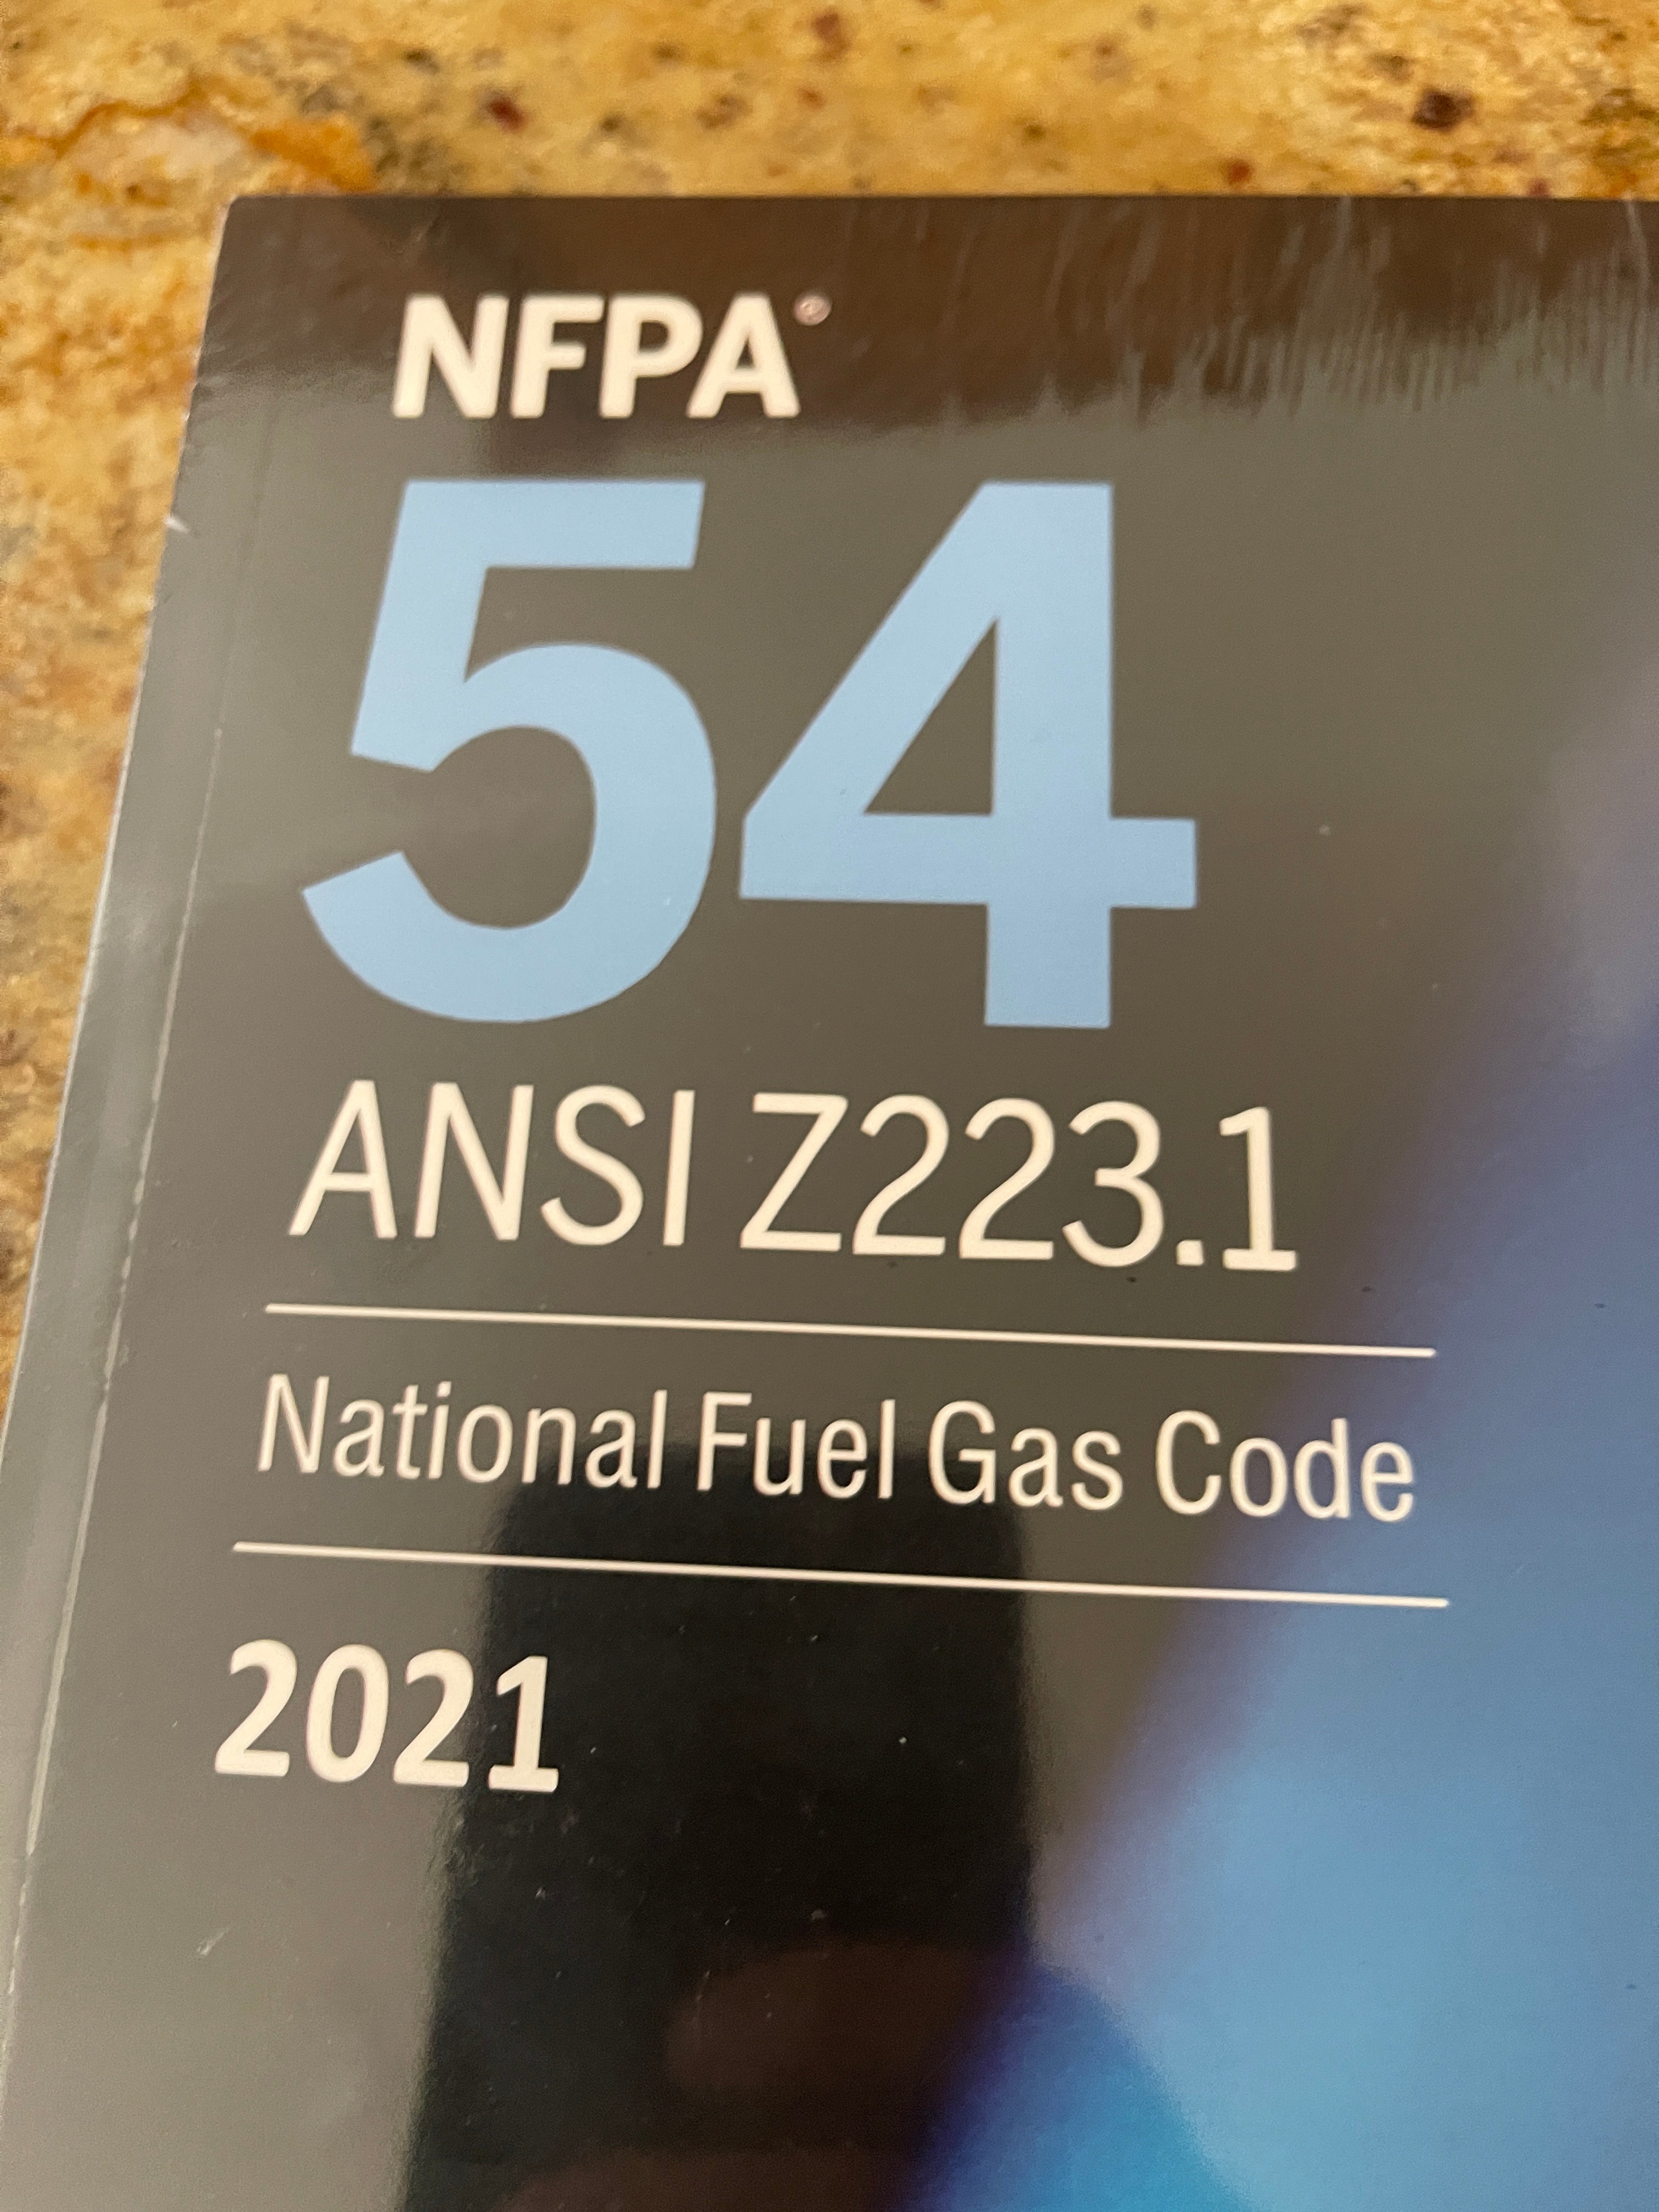 NFPA®
54
ANSI Z223.1
National Fuel Gas Code
2021